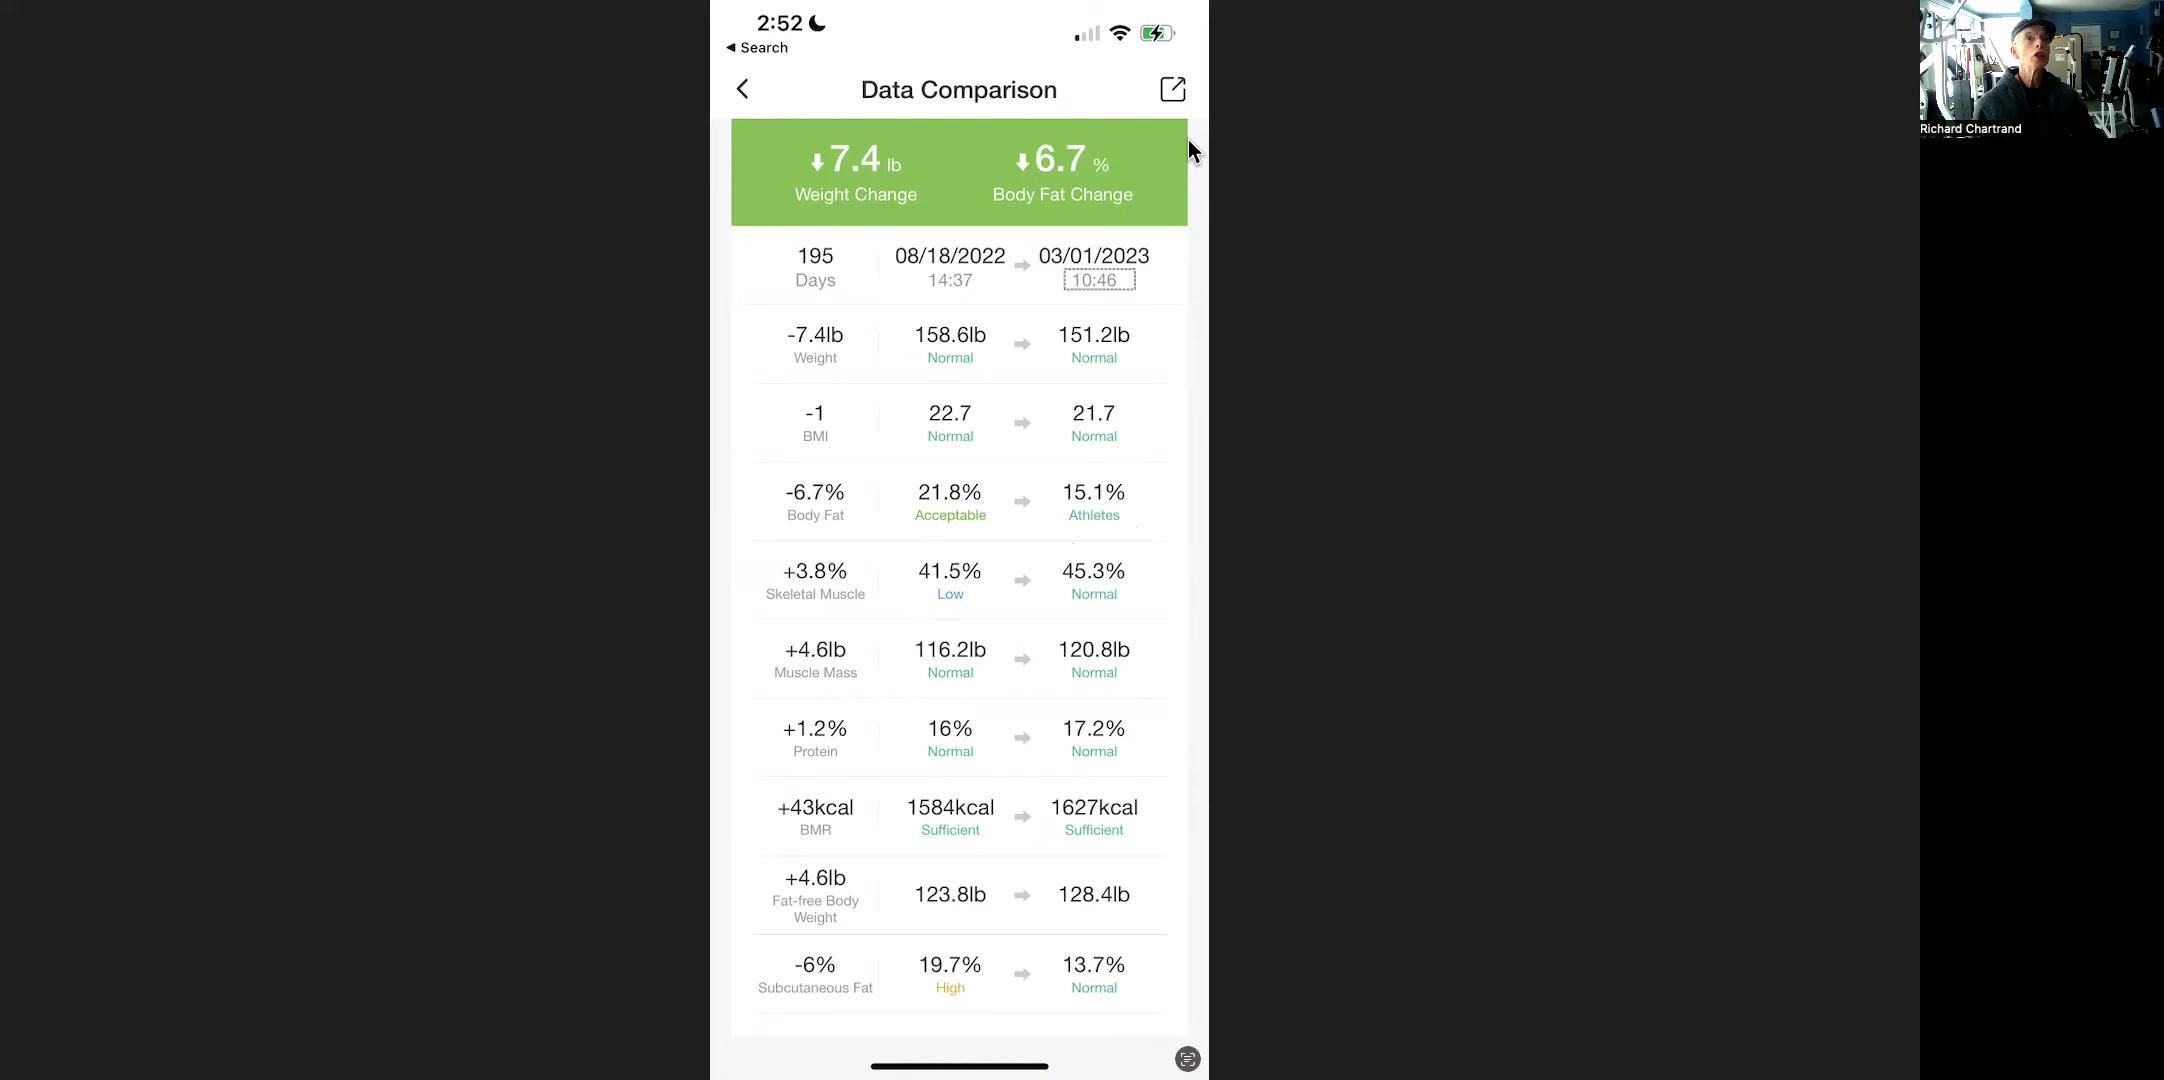 2:52
◀ Search
Data Comparison
↓7.4 lb
Weight Change
↓6.7 %
Body Fat Change
195
Days
08/18/2022
14:37
03/01/2023
10:46
-7.4lb
Weight
158.6lb
Normal
151.2lb
Normal
-1
BMI
22.7
Normal
21.7
Normal
-6.7%
Body Fat
21.8%
Acceptable
15.1%
Athletes
+3.8%
Skeletal Muscle
41.5%
Low
45.3%
Normal
+4.6lb
Muscle Mass
116.2lb
Normal
120.8lb
Normal
+1.2%
Protein
16%
Normal
17.2%
Normal
+43kcal
BMR
1584kcal
Sufficient
1627kcal
Sufficient
+4.6lb
Fat-free Body
Weight
123.8lb
128.4lb
-6%
Subcutaneous Fat
19.7%
High
13.7%
Normal
Richard Chartrand